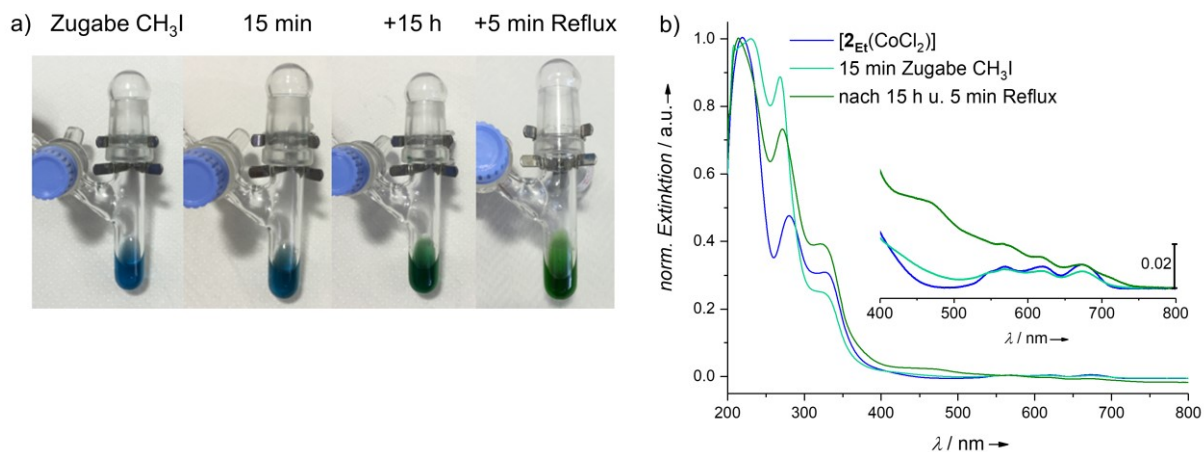 a)
Zugabe CH₃I 15 min +15 h +5 min Reflux
b)
[2_Et(CoCl₂)]
15 min Zugabe CH₃I
nach 15 h u. 5 min Reflux
norm. Extinktion / a.u.→
1.0
0.8
0.6
0.4
0.2
0.0
0.02
400 500 600 700 800
λ / nm →
200 300 400 500 600 700 800
λ / nm →